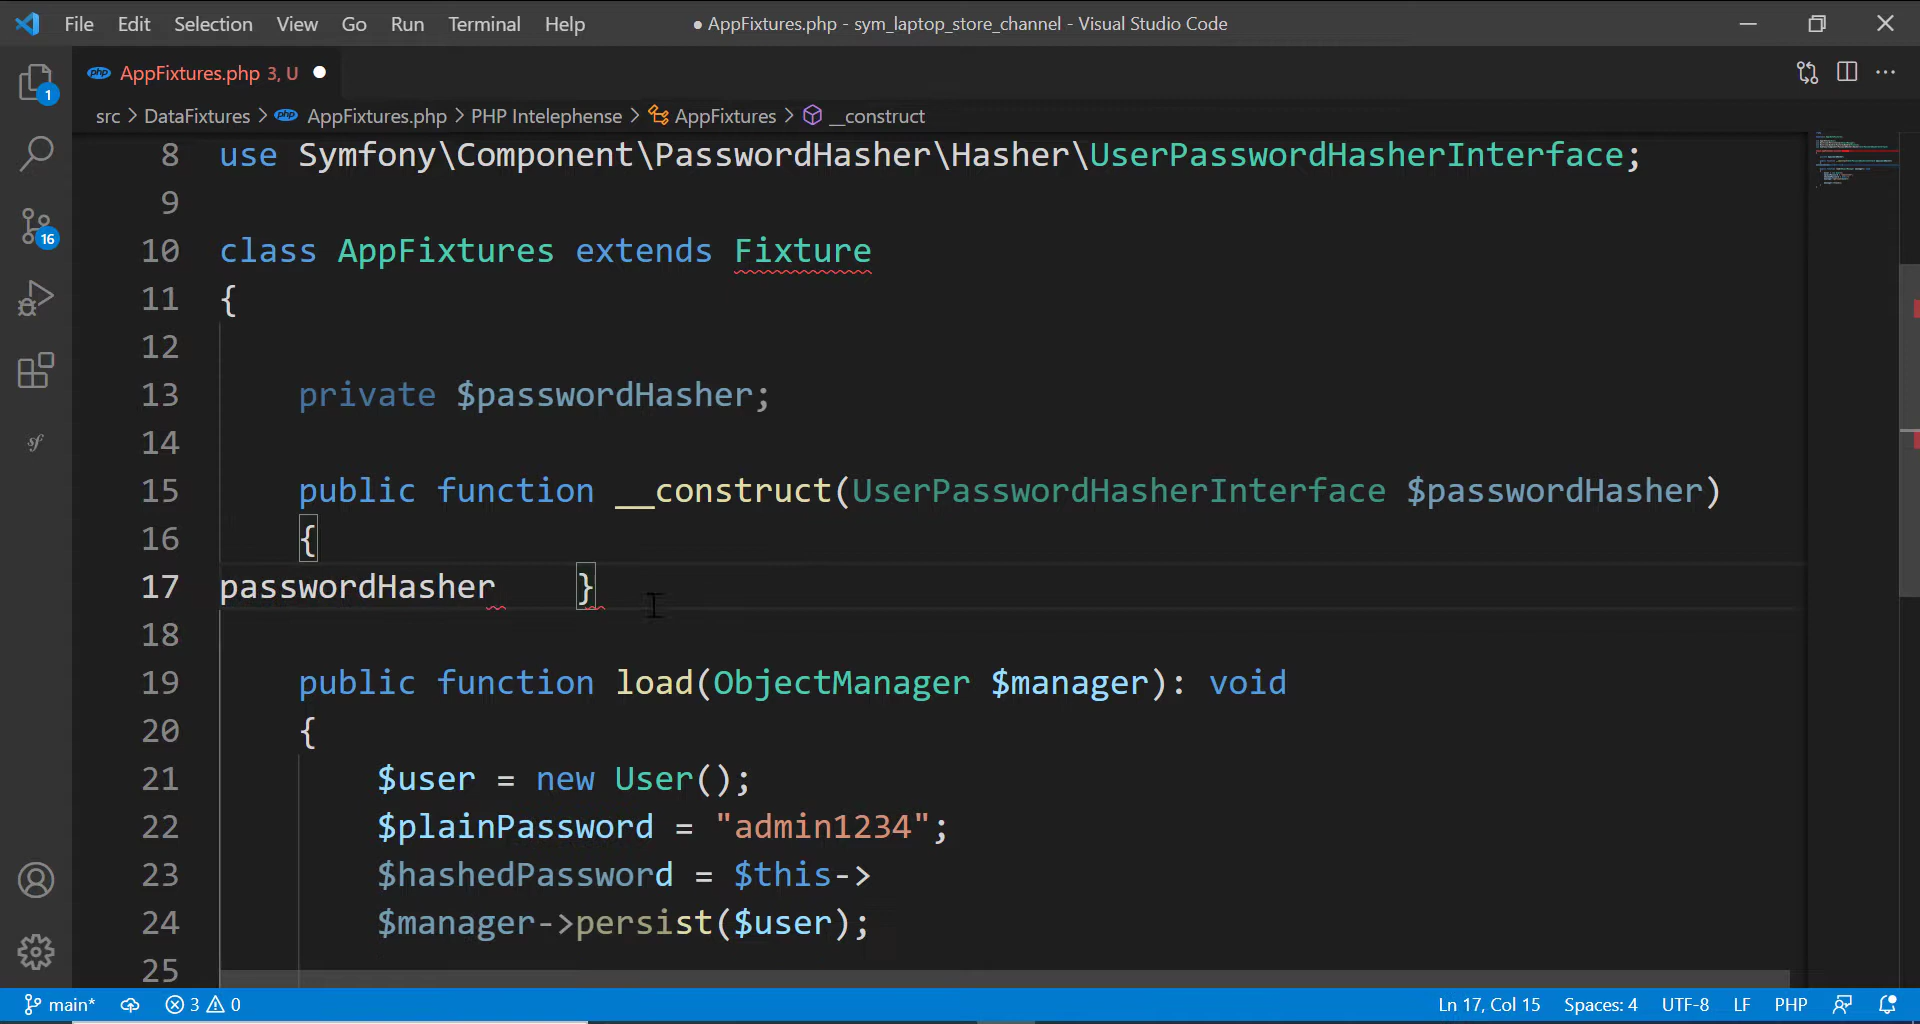 File Edit Selection View Go Run Terminal Help ● AppFixtures.php - sym_laptop_store_channel - Visual Studio Code
php AppFixtures.php 3, U
src > DataFixtures > php AppFixtures.php > PHP Intelephense > AppFixtures > __construct
8 use Symfony\Component\PasswordHasher\Hasher\UserPasswordHasherInterface;
9
10 class AppFixtures extends Fixture
11 {
12
13 private $passwordHasher;
14
15 public function __construct(UserPasswordHasherInterface $passwordHasher)
16 {
17 passwordHasher }
18
19 public function load(ObjectManager $manager): void
20 {
21 $user = new User();
22 $plainPassword = "admin1234";
23 $hashedPassword = $this->
24 $manager->persist($user);
25
1
16
sf
main* 3 0 Ln 17, Col 15 Spaces: 4 UTF-8 LF PHP